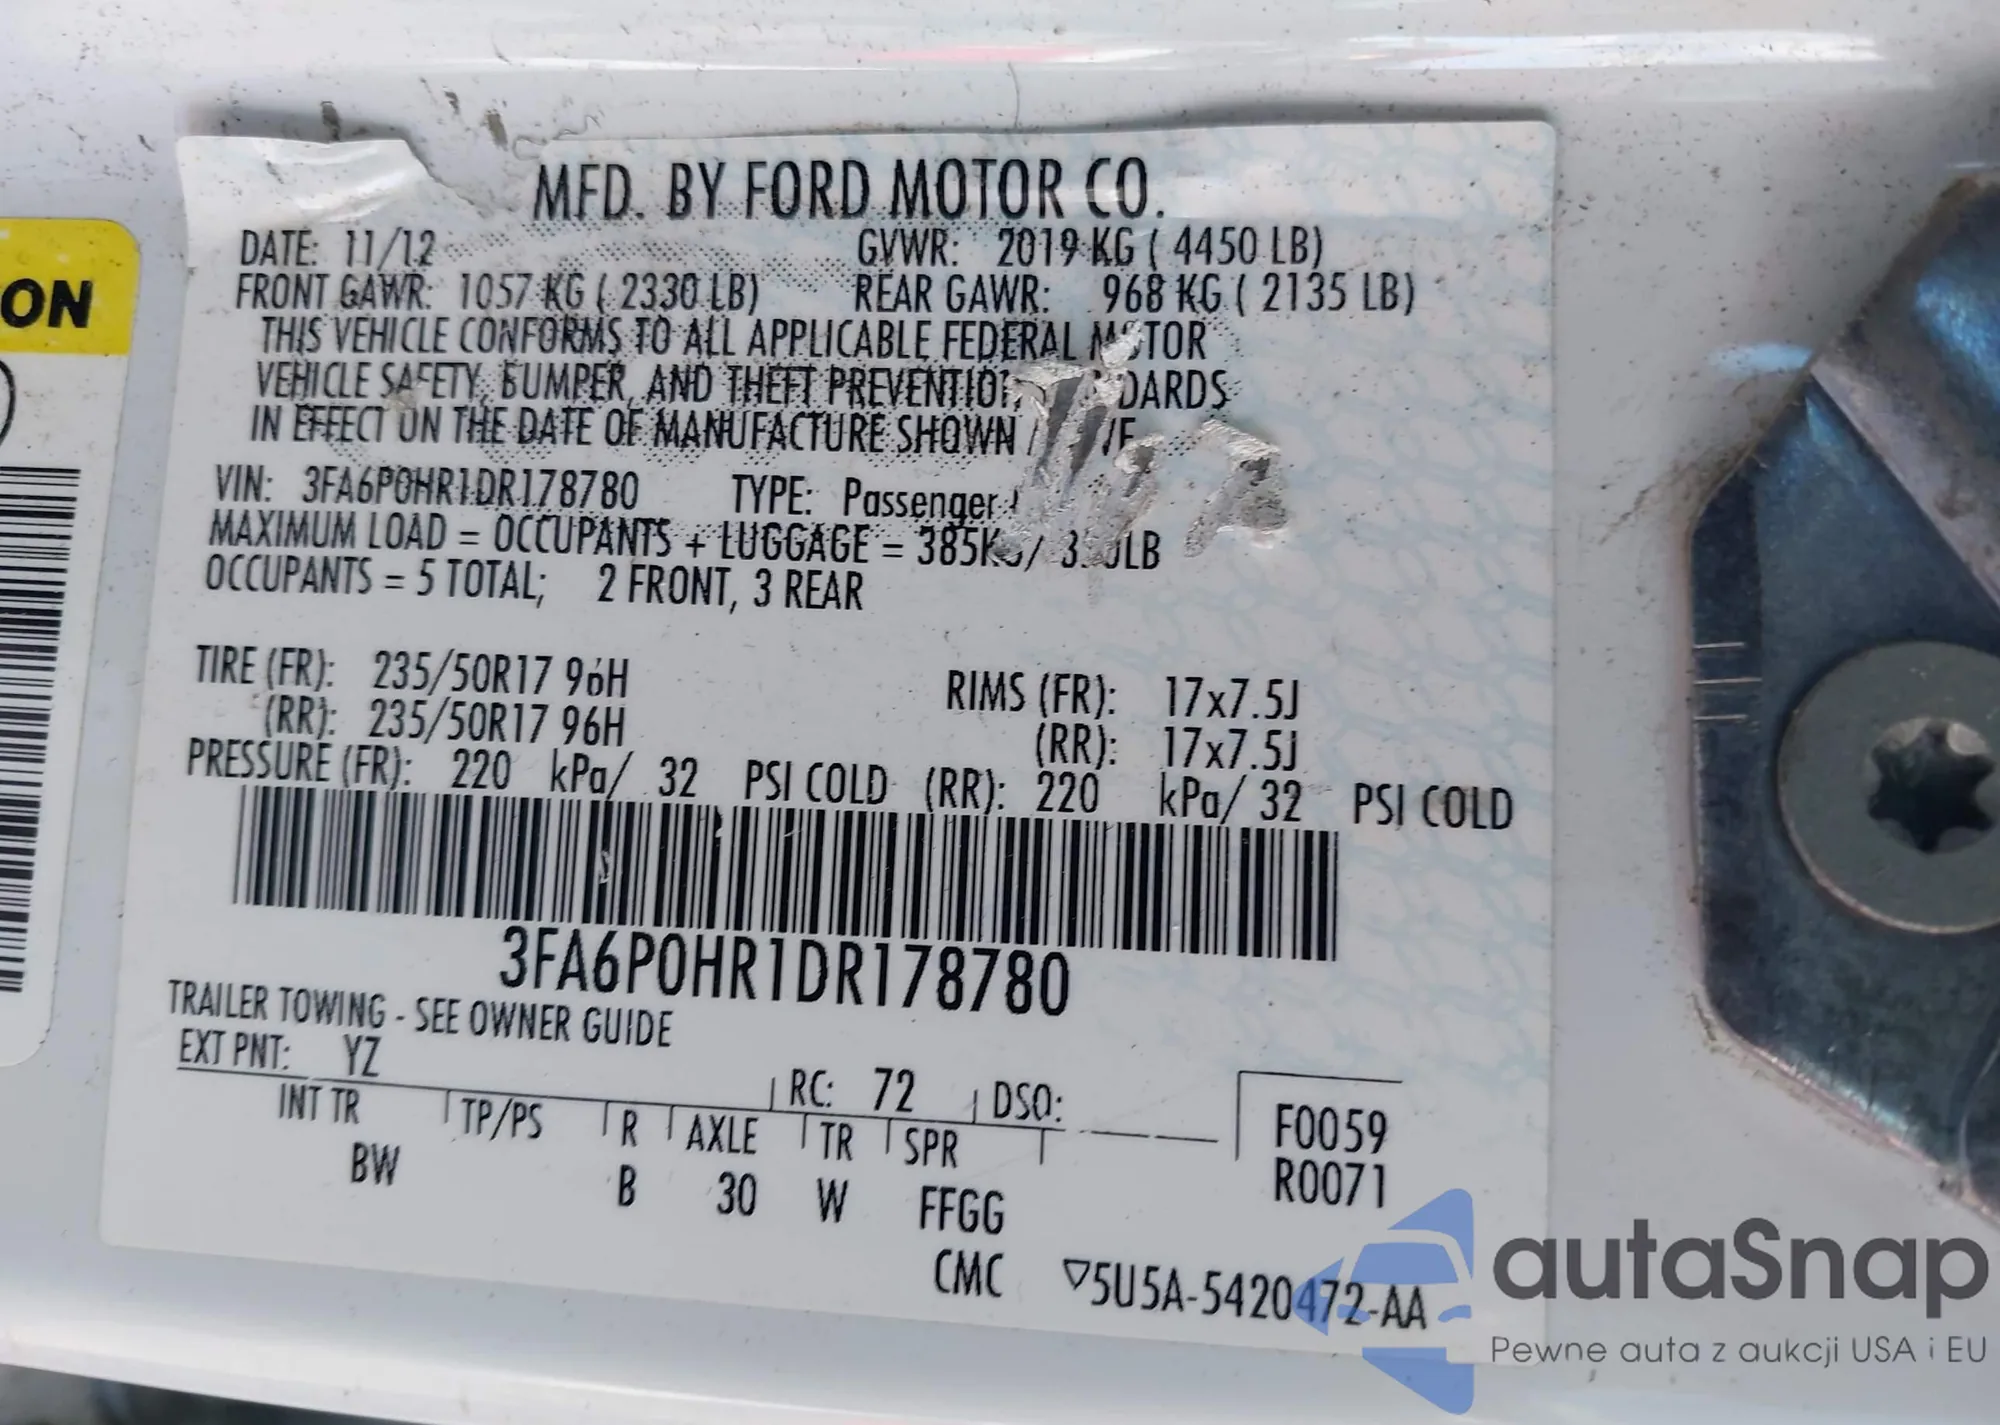 ON
MFD. BY FORD MOTOR CO.
DATE: 11/12 GVWR: 2019 KG ( 4450 LB)
FRONT GAWR: 1057 KG ( 2330 LB) REAR GAWR: 968 KG ( 2135 LB)
THIS VEHICLE CONFORMS TO ALL APPLICABLE FEDERAL MOTOR
VEHICLE SAFETY, BUMPER, AND THEFT PREVENTION
IN EFFECT ON THE DATE OF MANUFACTURE SHOWN
VIN: 3FA6P0HR1DR178780 TYPE: Passenger
MAXIMUM LOAD = OCCUPANTS + LUGGAGE = 385KG/
OCCUPANTS = 5 TOTAL; 2 FRONT, 3 REAR
TIRE (FR): 235/50R17 96H RIMS (FR): 17x7.5J
(RR): 235/50R17 96H (RR): 17x7.5J
PRESSURE (FR): 220 kPa/ 32 PSI COLD (RR): 220 kPa/ 32 PSI COLD
3FA6P0HR1DR178780
TRAILER TOWING - SEE OWNER GUIDE
EXT PNT: YZ RC: 72 DSO:
INT TR TP/PS R AXLE TR SPR F0059
BW B 30 W FFGG R0071
CMC ▽5U5A-5420472-AA
autaSnap
Pewne auta z aukcji USA i EU